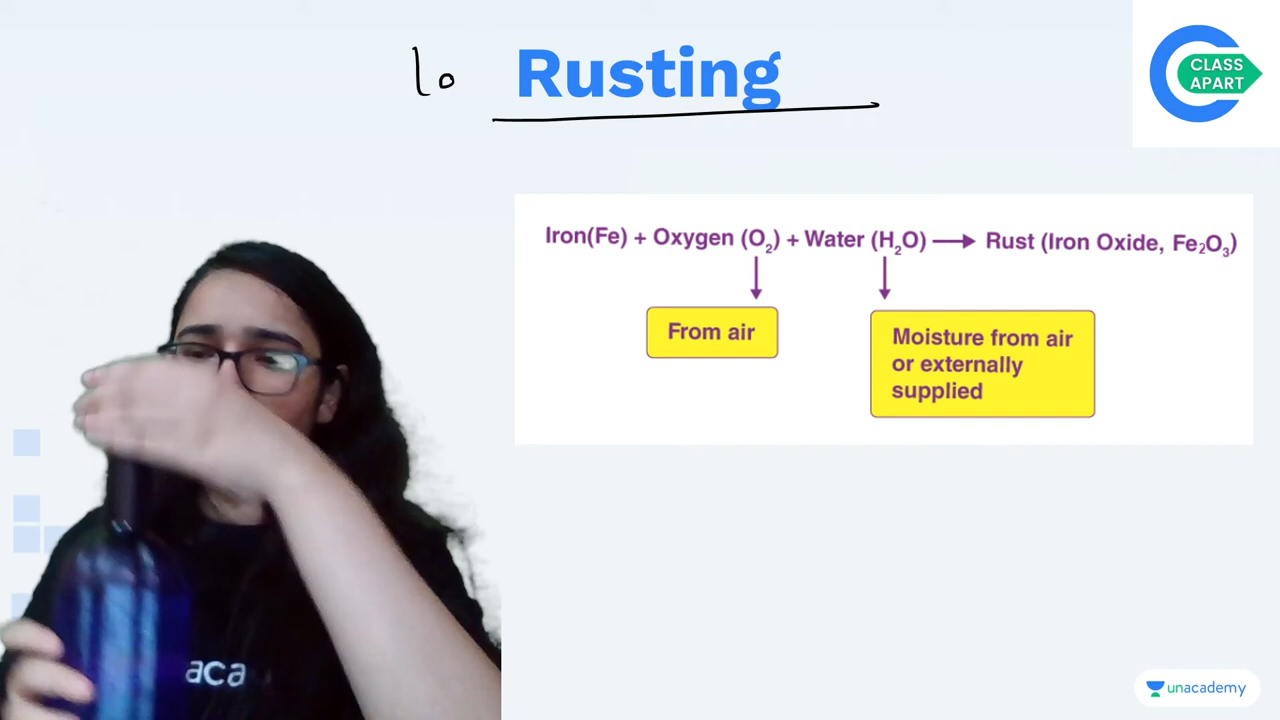 10 Rusting
CLASS
APART
Iron(Fe) + Oxygen (O₂) + Water (H₂O) → Rust (Iron Oxide, Fe₂O₃)
From air
Moisture from air
or externally
supplied
aca
unacademy